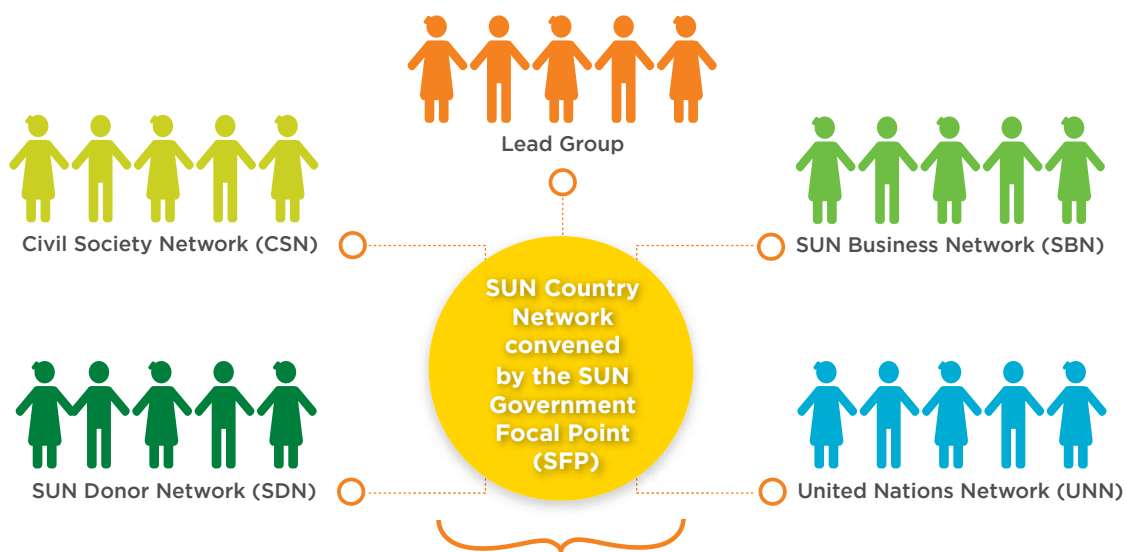 Lead Group
Civil Society Network (CSN)
SUN Business Network (SBN)
SUN Country
Network
convened
by the SUN
Government
Focal Point
(SFP)
SUN Donor Network (SDN)
United Nations Network (UNN)